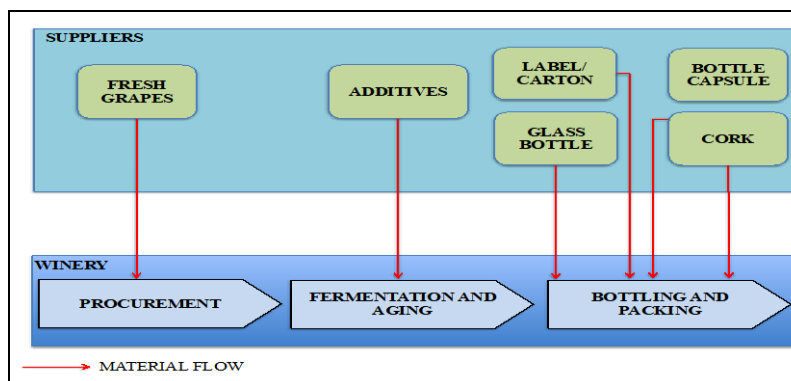 SUPPLIERS
FRESH
GRAPES
ADDITIVES
LABEL/
CARTON
BOTTLE
CAPSULE
GLASS
BOTTLE
CORK
WINERY
PROCUREMENT
FERMENTATION AND
AGING
BOTTLING AND
PACKING
MATERIAL FLOW